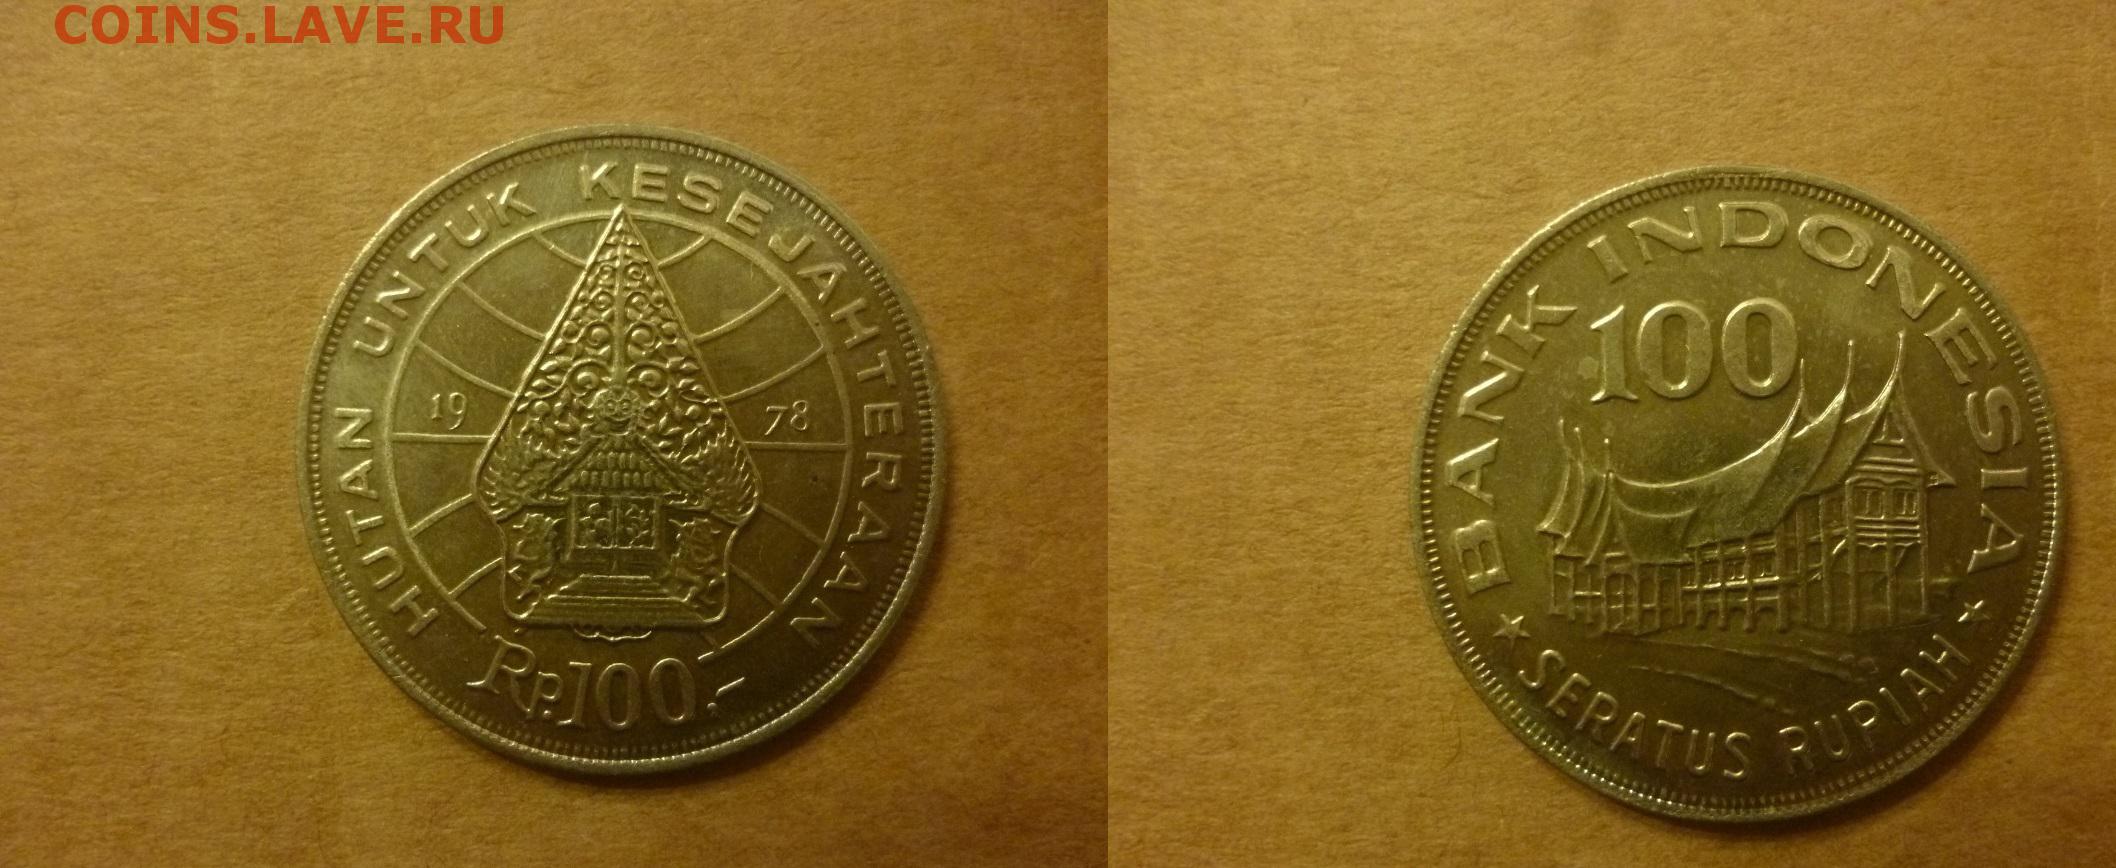 COINS.LAVE.RU
HUTAN UNTUK KESEJAHTERAAN
19 78
Rp.100.-
BANK INDONESIA
100
SERATUS RUPIAH